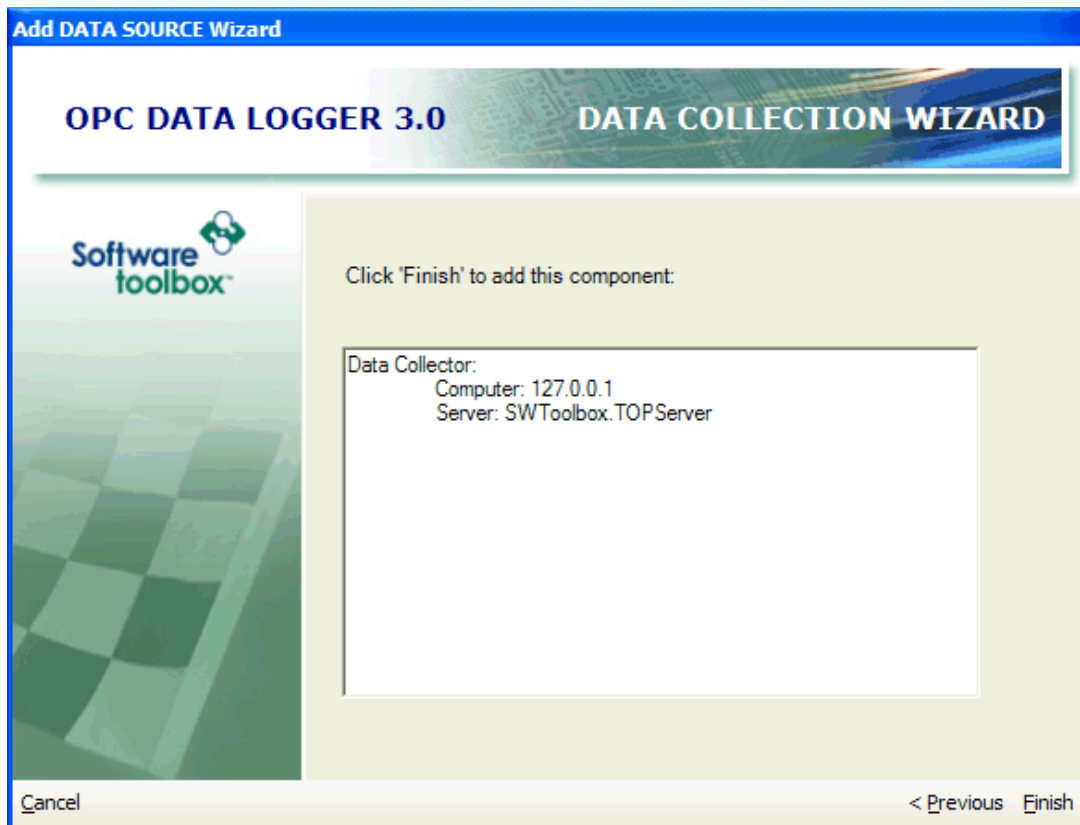 Add DATA SOURCE Wizard
OPC DATA LOGGER 3.0
DATA COLLECTION WIZARD
Software
toolbox™
Click 'Finish' to add this component:
Data Collector:
Computer: 127.0.0.1
Server: SWToolbox.TOPServer
Cancel
< Previous
Finish